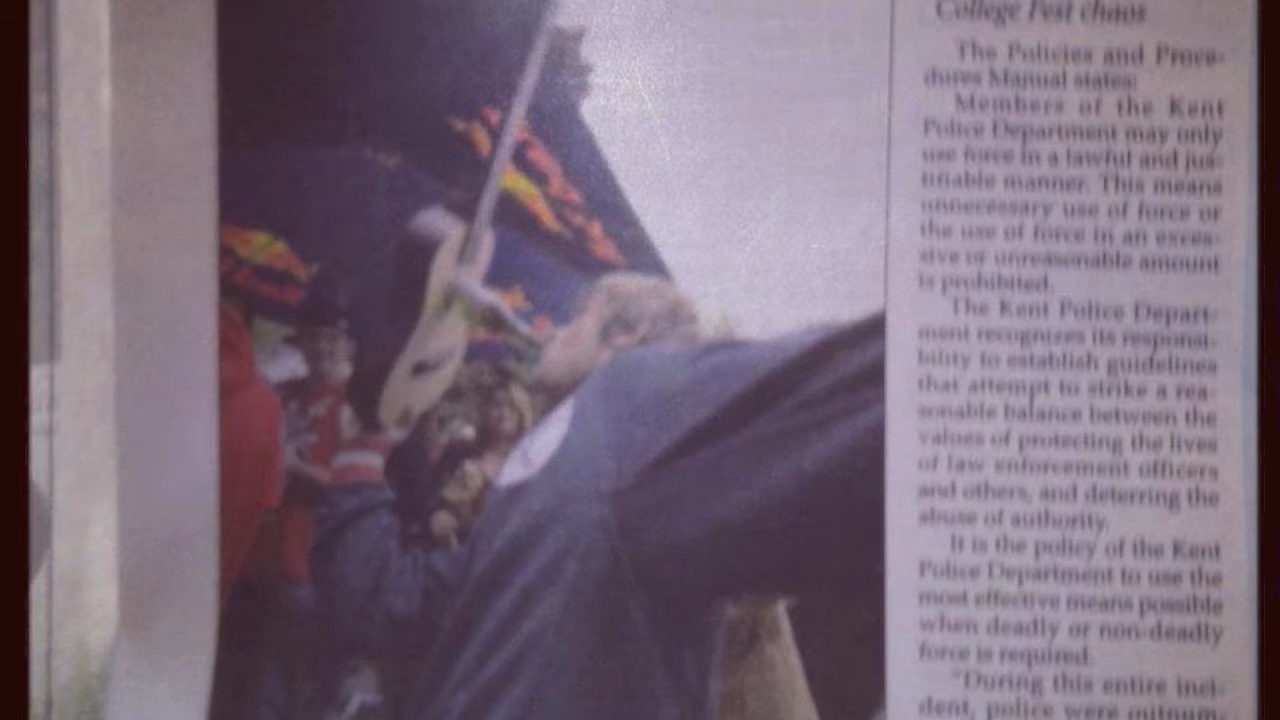 College Fest chaos
The Policies and Proce-
dures Manual states:
Members of the Kent
Police Department may only
use force in a lawful and jus-
tifiable manner. This means
unnecessary use of force or
the use of force in an exces-
sive or unreasonable amount
is prohibited.
The Kent Police Depart-
ment recognizes its responsi-
bility to establish guidelines
that attempt to strike a rea-
sonable balance between the
values of protecting the lives
of law enforcement officers
and others, and deterring the
abuse of authority.
It is the policy of the Kent
Police Department to use the
most effective means possible
when deadly or non-deadly
force is required.
"During this entire inci-
dent, police were outnum-